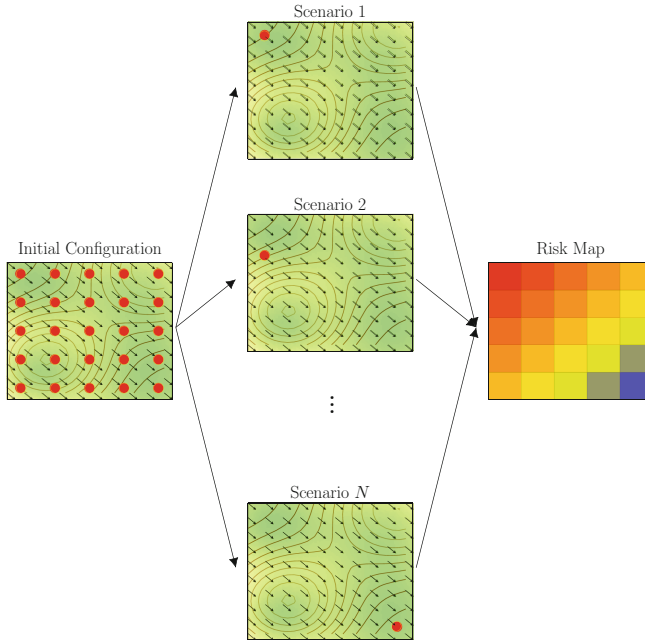 Scenario 1
Scenario 2
Initial Configuration
Risk Map
⋮
Scenario N